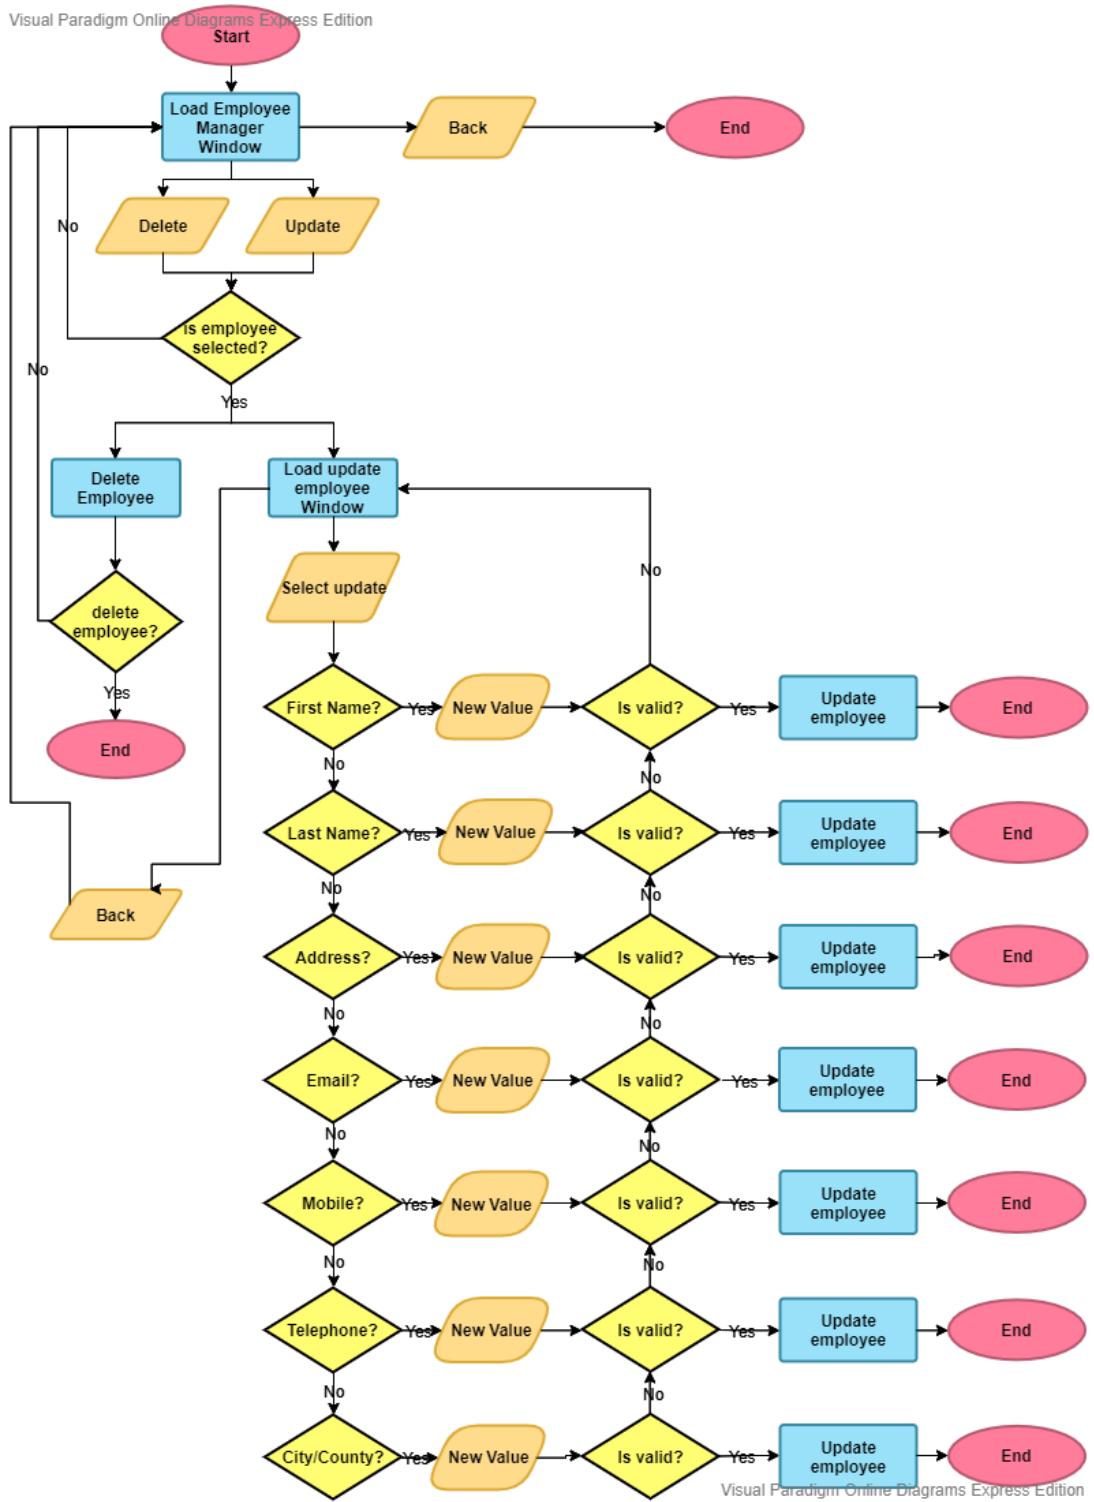 Visual Paradigm Online Diagrams Express Edition
Start
Load Employee
Manager
Window
Back
End
Delete
Update
No
is employee
selected?
No
Yes
Delete
Employee
Load update
employee
Window
Select update
No
delete
employee?
Yes
End
First Name?
Yes
New Value
Is valid?
Yes
Update
employee
End
No
No
Last Name?
Yes
New Value
Is valid?
Yes
Update
employee
End
No
No
Back
Address?
Yes
New Value
Is valid?
Yes
Update
employee
End
No
No
Email?
Yes
New Value
Is valid?
Yes
Update
employee
End
No
No
Mobile?
Yes
New Value
Is valid?
Yes
Update
employee
End
No
No
Telephone?
Yes
New Value
Is valid?
Yes
Update
employee
End
No
No
City/County?
Yes
New Value
Is valid?
Yes
Update
employee
End
Visual Paradigm Online Diagrams Express Edition